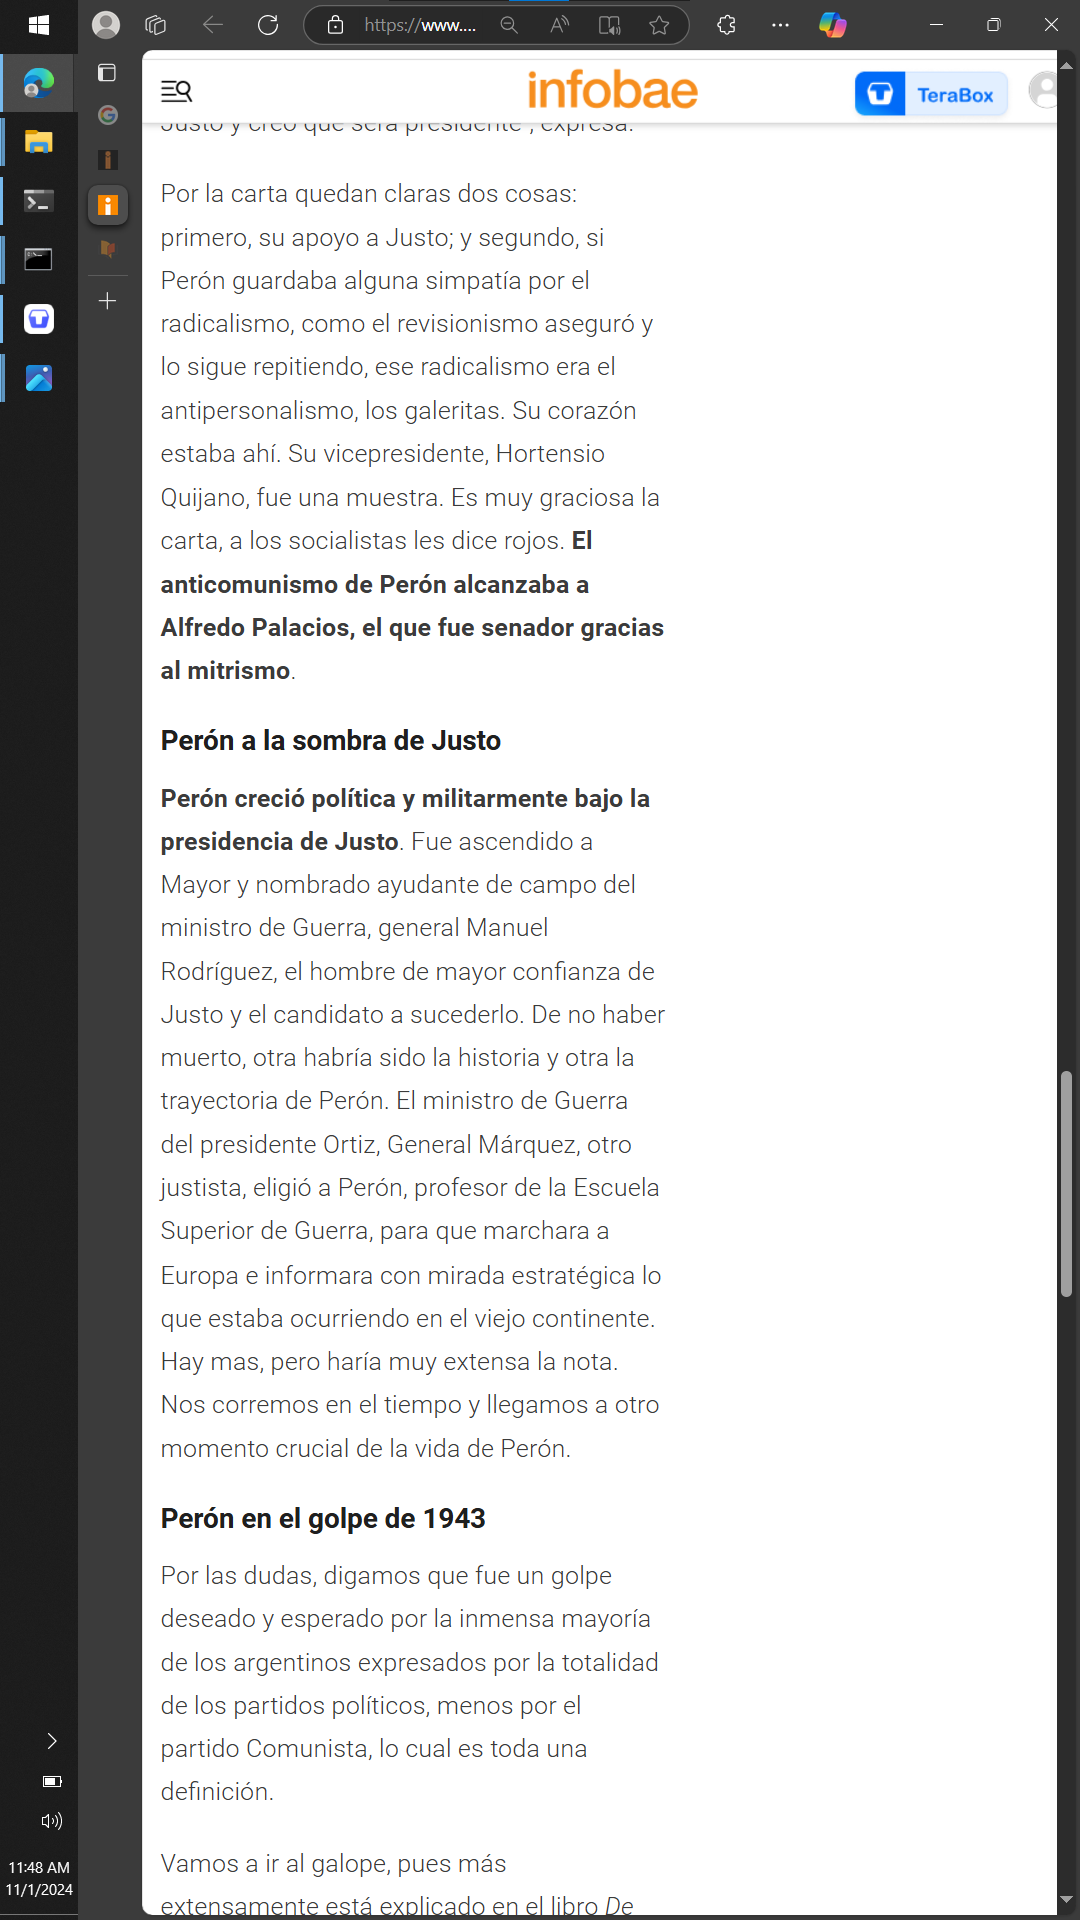 https://www....
infobae
TeraBox
Justo y creo que será presidente", expresa.
Por la carta quedan claras dos cosas:
primero, su apoyo a Justo; y segundo, si
Perón guardaba alguna simpatía por el
radicalismo, como el revisionismo aseguró y
lo sigue repitiendo, ese radicalismo era el
antipersonalismo, los galeritas. Su corazón
estaba ahí. Su vicepresidente, Hortensio
Quijano, fue una muestra. Es muy graciosa la
carta, a los socialistas les dice rojos. El
anticomunismo de Perón alcanzaba a
Alfredo Palacios, el que fue senador gracias
al mitrismo.
Perón a la sombra de Justo
Perón creció política y militarmente bajo la
presidencia de Justo. Fue ascendido a
Mayor y nombrado ayudante de campo del
ministro de Guerra, general Manuel
Rodríguez, el hombre de mayor confianza de
Justo y el candidato a sucederlo. De no haber
muerto, otra habría sido la historia y otra la
trayectoria de Perón. El ministro de Guerra
del presidente Ortiz, General Márquez, otro
justista, eligió a Perón, profesor de la Escuela
Superior de Guerra, para que marchara a
Europa e informara con mirada estratégica lo
que estaba ocurriendo en el viejo continente.
Hay mas, pero haría muy extensa la nota.
Nos corremos en el tiempo y llegamos a otro
momento crucial de la vida de Perón.
Perón en el golpe de 1943
Por las dudas, digamos que fue un golpe
deseado y esperado por la inmensa mayoría
de los argentinos expresados por la totalidad
de los partidos políticos, menos por el
partido Comunista, lo cual es toda una
definición.
Vamos a ir al galope, pues más
extensamente está explicado en el libro De
11:48 AM
11/1/2024